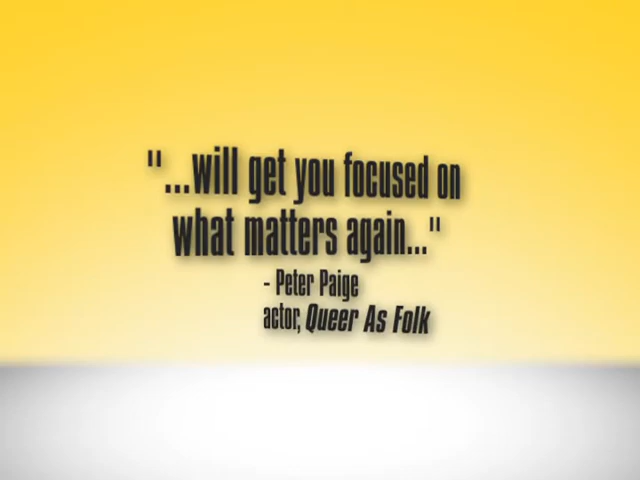 "...will get you focused on
what matters again..."
- Peter Paige
actor, Queer As Folk